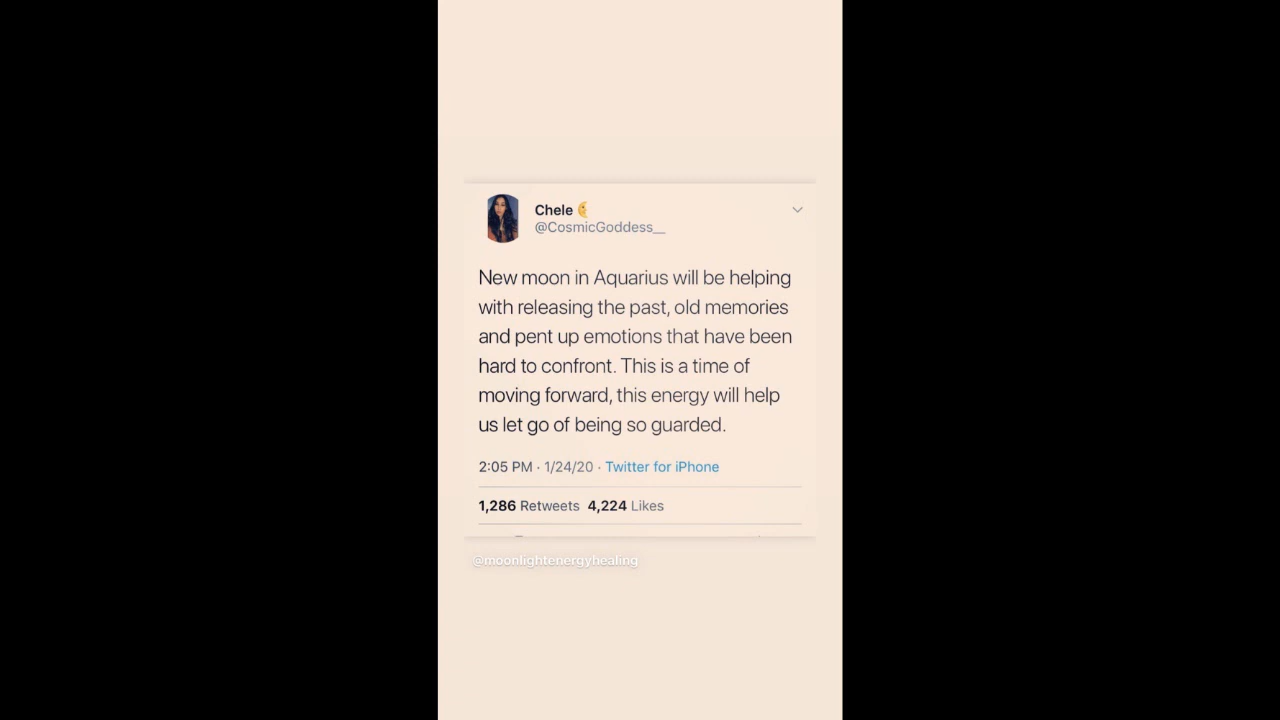 Chele 🌛
@CosmicGoddess__
New moon in Aquarius will be helping
with releasing the past, old memories
and pent up emotions that have been
hard to confront. This is a time of
moving forward, this energy will help
us let go of being so guarded.
2:05 PM · 1/24/20 · Twitter for iPhone
1,286 Retweets 4,224 Likes
@moonlightenergyhealing